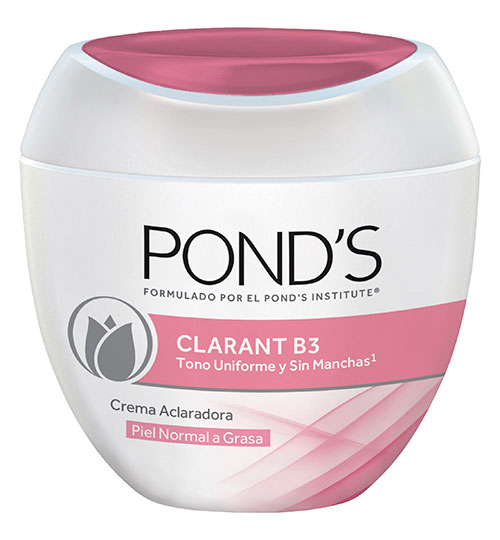 POND'S
FORMULADO POR EL POND'S INSTITUTE®
CLARANT B3
Tono Uniforme y Sin Manchas¹
Crema Aclaradora
Piel Normal a Grasa